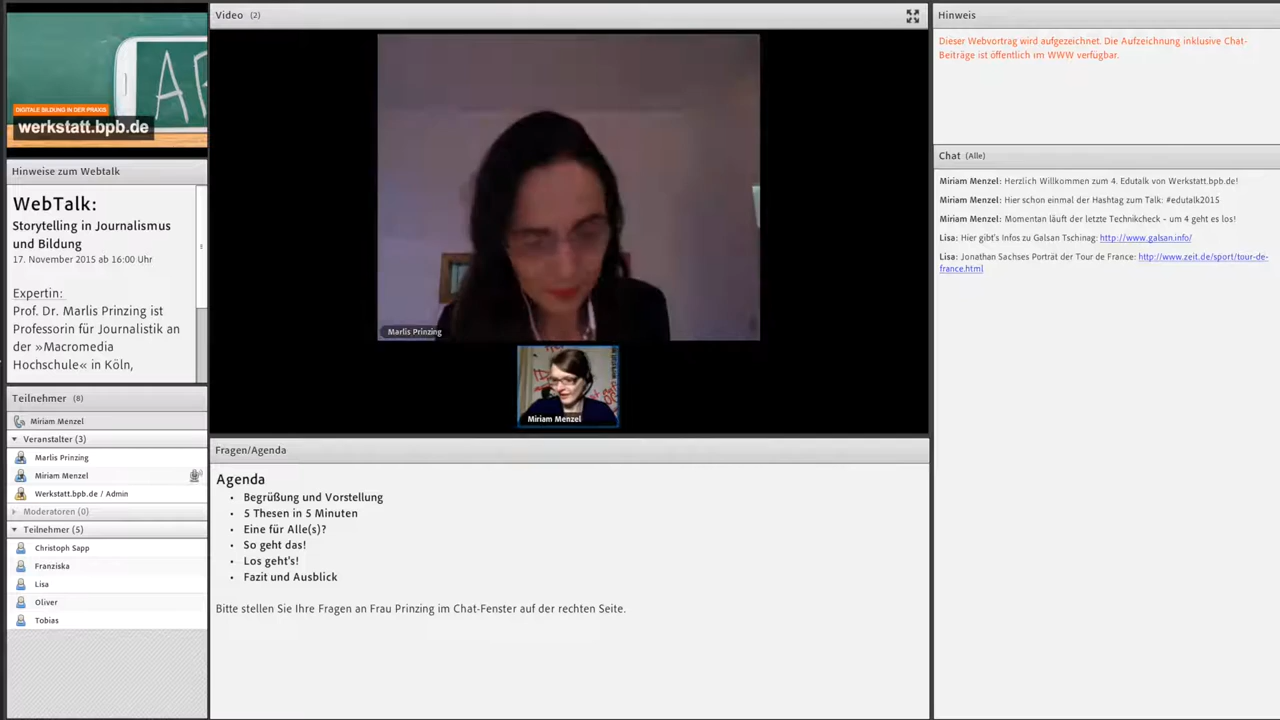 DIGITALE BILDUNG IN DER PRAXIS
werkstatt.bpb.de
Hinweise zum Webtalk
WebTalk:
Storytelling in Journalismus
und Bildung
17. November 2015 ab 16:00 Uhr
Expertin:
Prof. Dr. Marlis Prinzing ist
Professorin für Journalistik an
der »Macromedia
Hochschule« in Köln,
Teilnehmer (8)
Miriam Menzel
Veranstalter (3)
Marlis Prinzing
Miriam Menzel
Werkstatt.bpb.de / Admin
Moderatoren (0)
Teilnehmer (5)
Christoph Sapp
Franziska
Lisa
Oliver
Tobias
Video (2)
Marlis Prinzing
Miriam Menzel
Fragen/Agenda
Agenda
• Begrüßung und Vorstellung
• 5 Thesen in 5 Minuten
• Eine für Alle(s)?
• So geht das!
• Los geht's!
• Fazit und Ausblick
Bitte stellen Sie Ihre Fragen an Frau Prinzing im Chat-Fenster auf der rechten Seite.
Hinweis
Dieser Webvortrag wird aufgezeichnet. Die Aufzeichnung inklusive Chat-
Beiträge ist öffentlich im WWW verfügbar.
Chat (Alle)
Miriam Menzel: Herzlich Willkommen zum 4. Edutalk von Werkstatt.bpb.de!
Miriam Menzel: Hier schon einmal der Hashtag zum Talk: #edutalk2015
Miriam Menzel: Momentan läuft der letzte Technikcheck - um 4 geht es los!
Lisa: Hier gibt's Infos zu Galsan Tschinag: http://www.galsan.info/
Lisa: Jonathan Sachses Porträt der Tour de France: http://www.zeit.de/sport/tour-de-
france.html